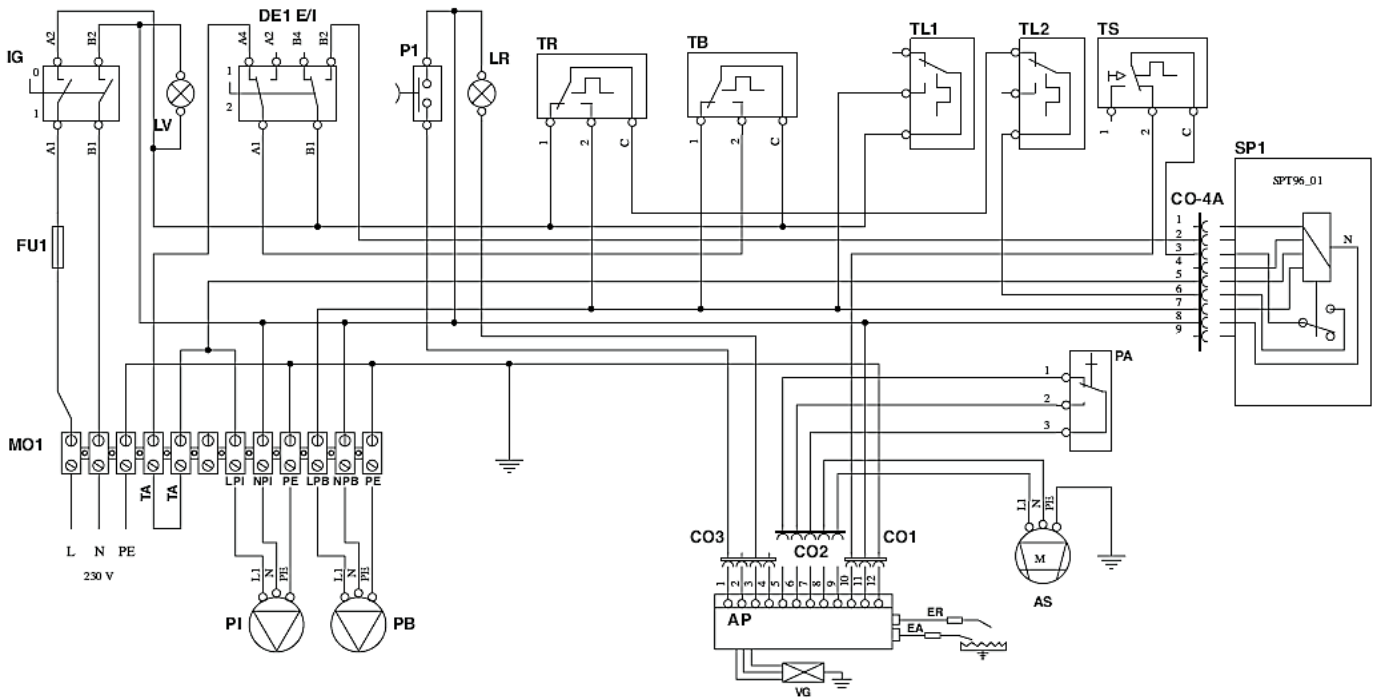 DE1 E/I
A2 B2 A4 A2 B4 B2
IG P1 LR TR TB TL1 TL2 TS
0 1
1 2
LV
A1 B1 A1 B1
1 2 C 1 2 C 1 2 C
SP1
SPT96_01
CO-4A
N
FU1
1
2
3
4
5
6
7
8
9
PA
1
2
3
MO1
TA TA LPI NPI PE LPB NPB PE
L N PE
230 V
L1 N PE L1 N PE
PI PB
CO3 CO2 CO1
1 2 3 4 5 6 7 8 9 10 11 12
AP
ER
EA
VG
L1 N PE
M
AS